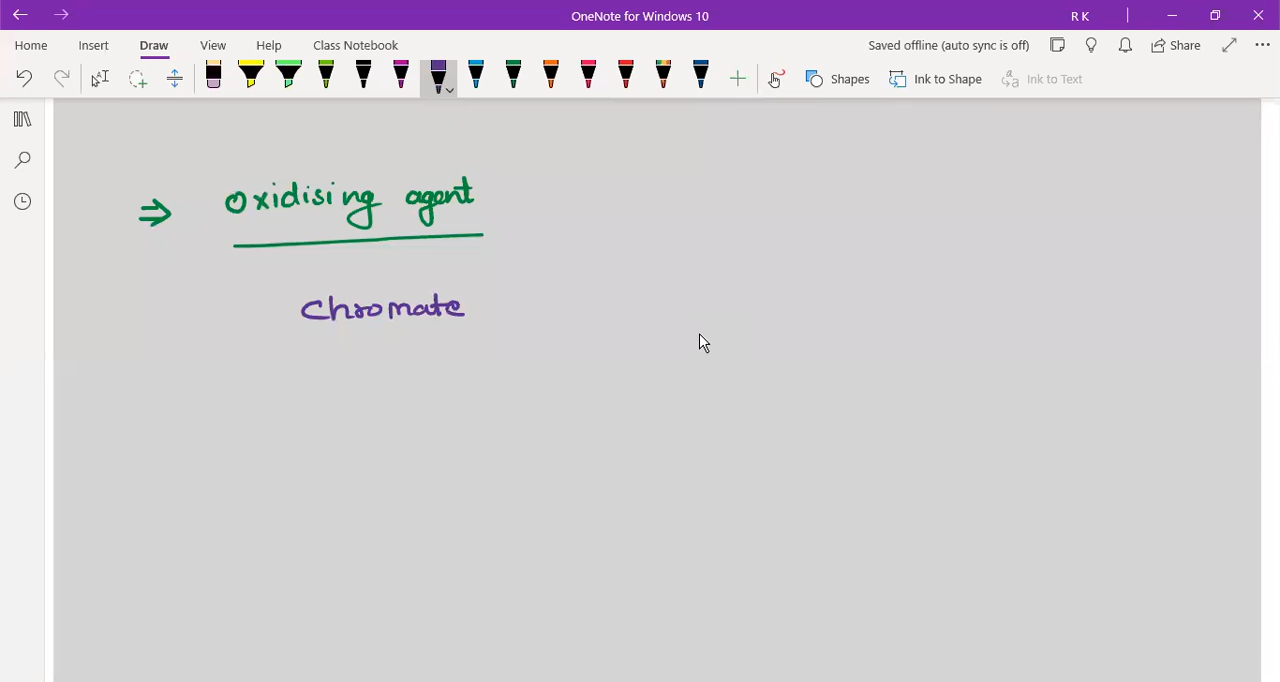 OneNote for Windows 10
R K
Home Insert Draw View Help Class Notebook
Saved offline (auto sync is off) Share
Shapes Ink to Shape Ink to Text
⇒ Oxidising agent
Chromate